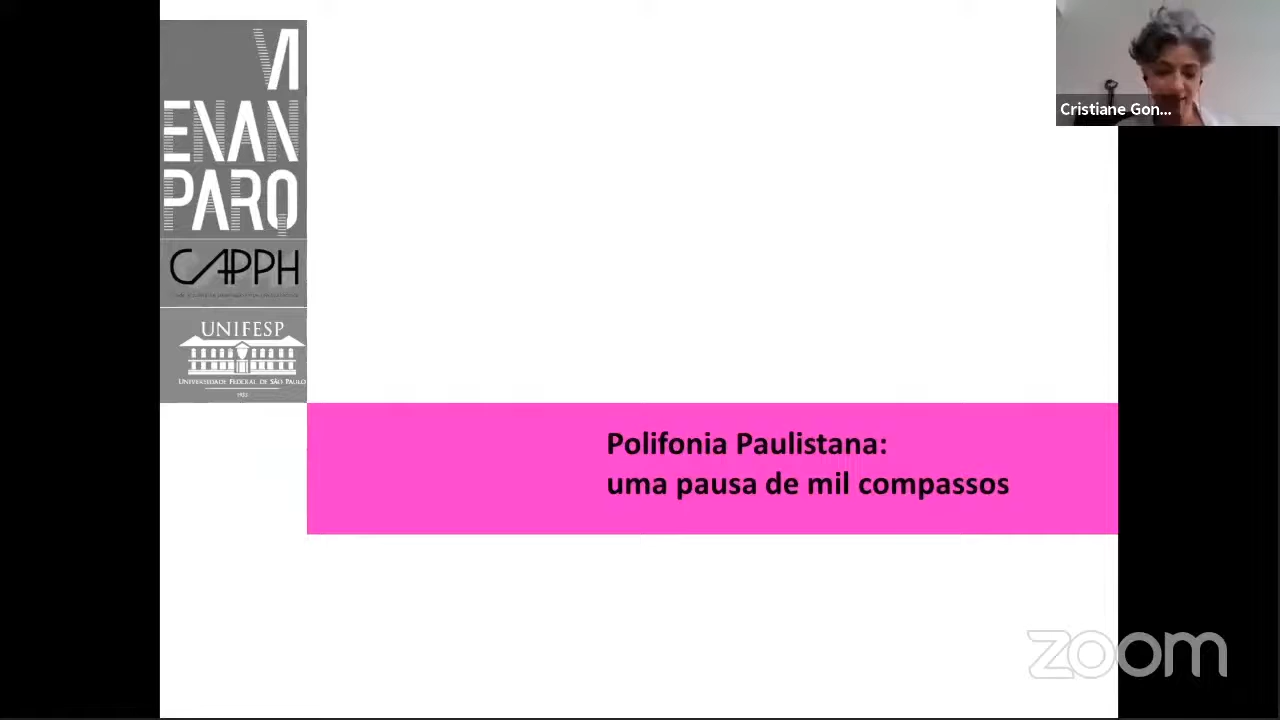 VI
ENAN
PARQ
CAPPH
UNIFESP
UNIVERSIDADE FEDERAL DE SÃO PAULO
Polifonia Paulistana:
uma pausa de mil compassos
Cristiane Gon...
zoom